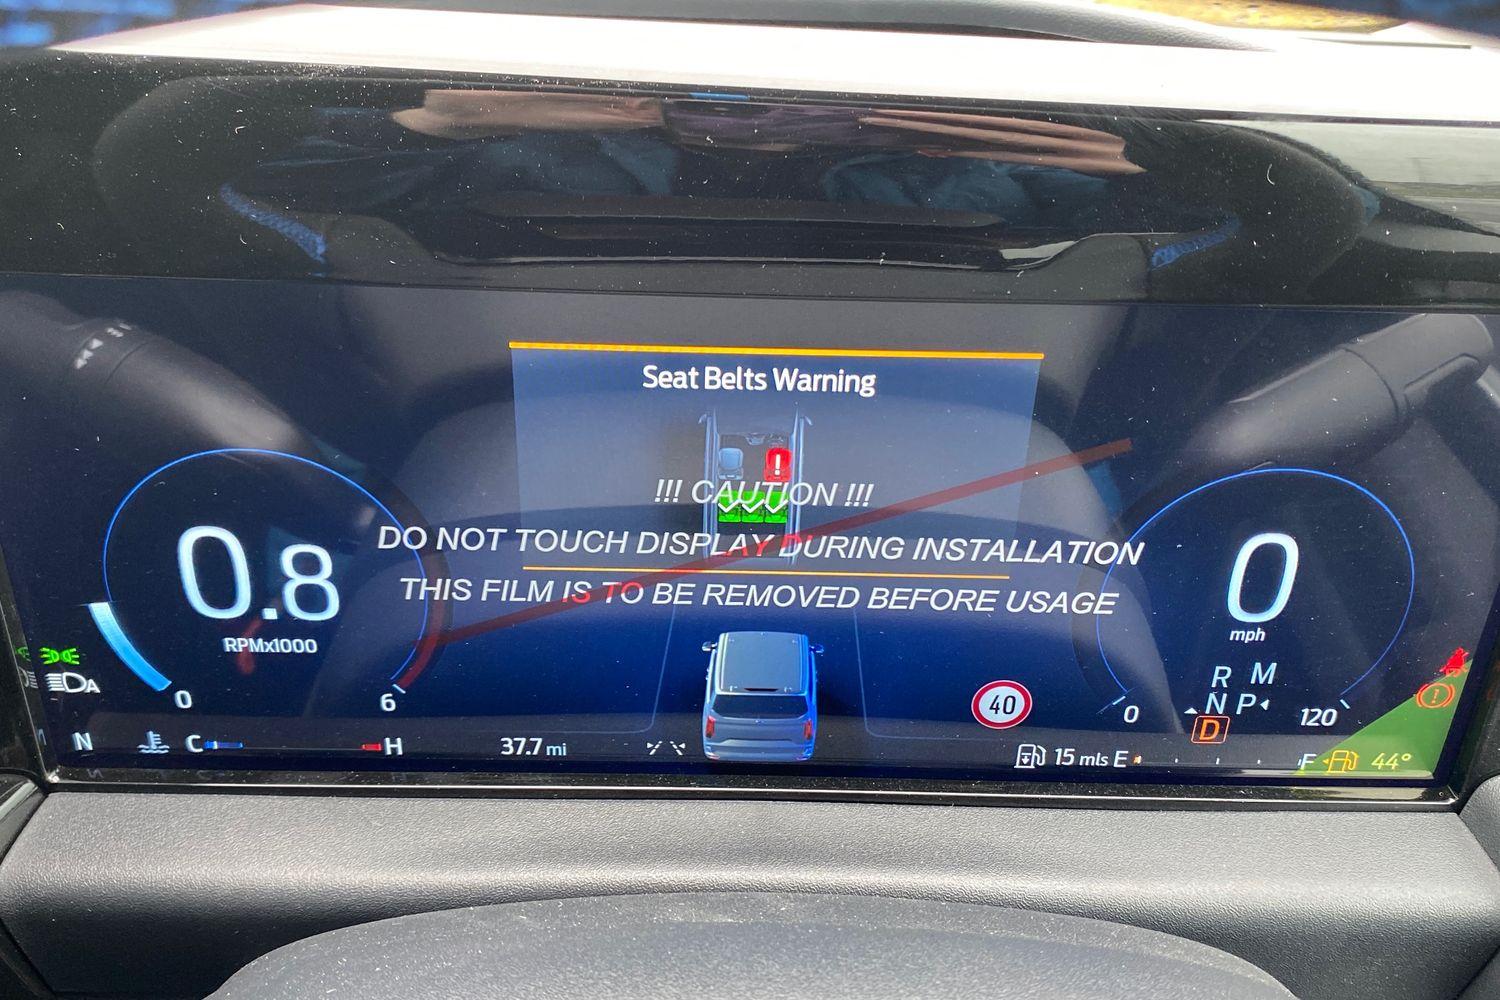 Seat Belts Warning
!
!!! CAUTION !!!
DO NOT TOUCH DISPLAY DURING INSTALLATION
THIS FILM IS TO BE REMOVED BEFORE USAGE
0.8
RPMx1000
0
6
A
N
C
H
37.7 mi
40
0
mph
R M
N P
D
0
120
15 mls E
F
44°